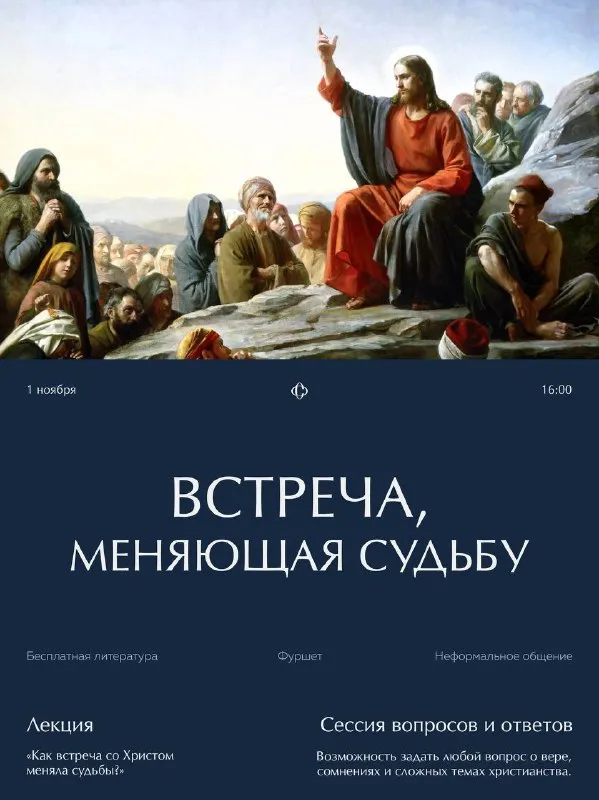 1 ноября
16:00
ВСТРЕЧА,
МЕНЯЮЩАЯ СУДЬБУ
Бесплатная литература
Фуршет
Неформальное общение
Лекция
«Как встреча со Христом
меняла судьбы?»
Сессия вопросов и ответов
Возможность задать любой вопрос о вере,
сомнениях и сложных темах христианства.